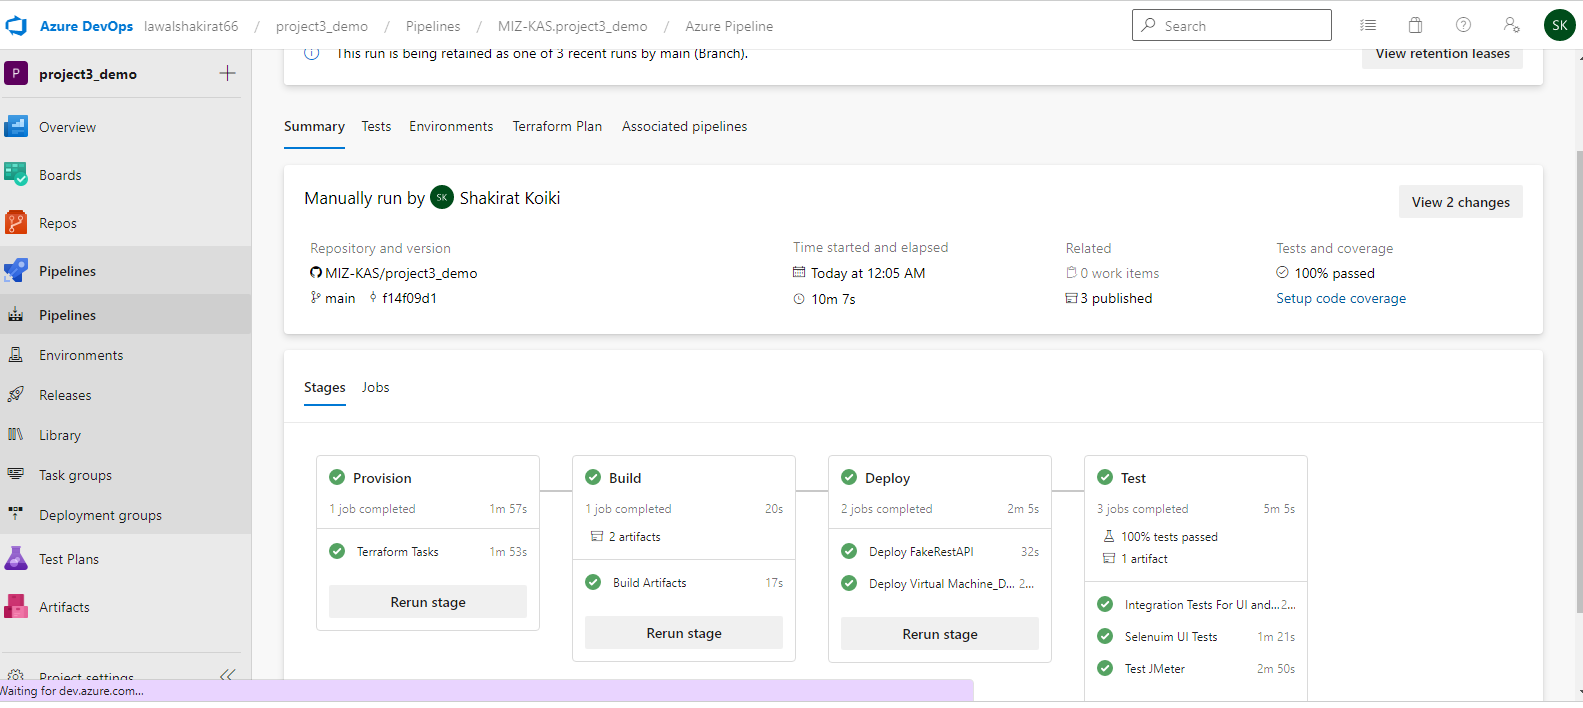 Azure DevOps lawalshakirat66 / project3_demo / Pipelines / MIZ-KAS.project3_demo / Azure Pipeline Search SK
P project3_demo
Overview
Boards
Repos
Pipelines
Pipelines
Environments
Releases
Library
Task groups
Deployment groups
Test Plans
Artifacts
Project settings
Waiting for dev.azure.com...
This run is being retained as one of 3 recent runs by main (Branch). View retention leases
Summary Tests Environments Terraform Plan Associated pipelines
Manually run by SK Shakirat Koiki View 2 changes
Repository and version Time started and elapsed Related Tests and coverage
MIZ-KAS/project3_demo Today at 12:05 AM 0 work items 100% passed
main f14f09d1 10m 7s 3 published Setup code coverage
Stages Jobs
Provision
1 job completed 1m 57s
Terraform Tasks 1m 53s
Rerun stage
Build
1 job completed 20s
2 artifacts
Build Artifacts 17s
Rerun stage
Deploy
2 jobs completed 2m 5s
Deploy FakeRestAPI 32s
Deploy Virtual Machine_D... 2...
Rerun stage
Test
3 jobs completed 5m 5s
100% tests passed
1 artifact
Integration Tests For UI and... 2...
Selenuim UI Tests 1m 21s
Test JMeter 2m 50s